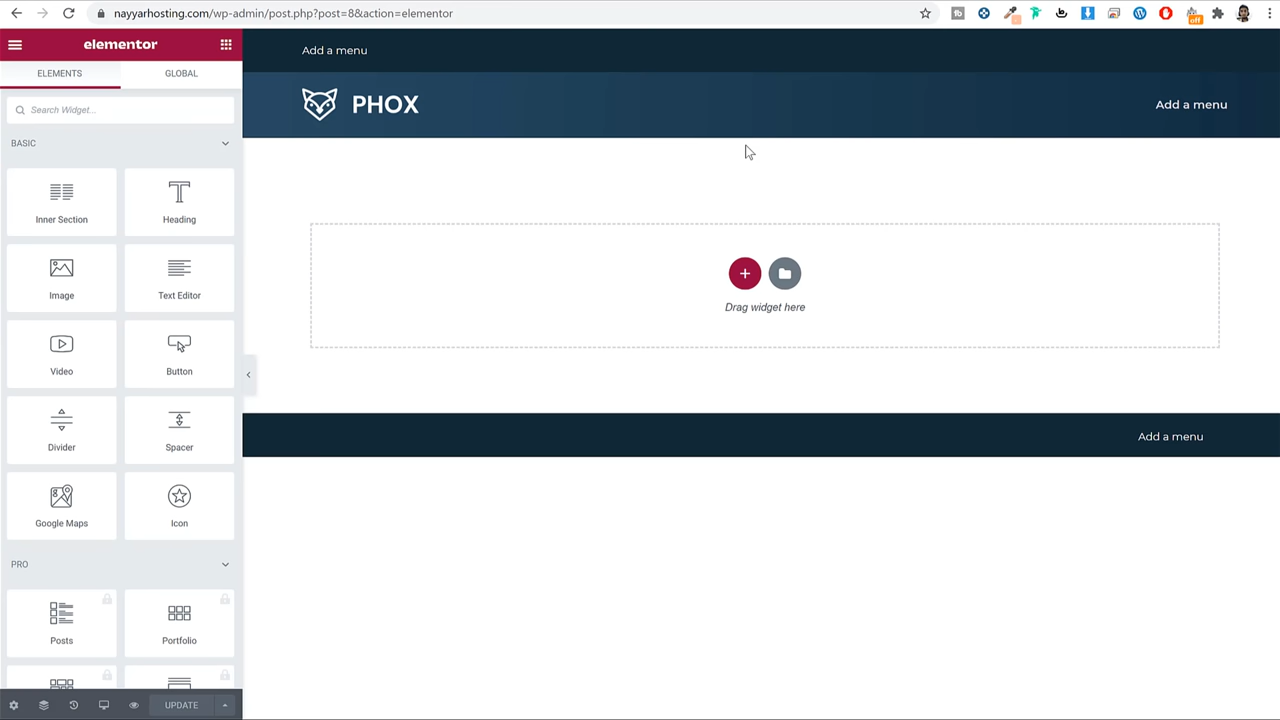 nayyarhosting.com/wp-admin/post.php?post=8&action=elementor
off
elementor
ELEMENTS
GLOBAL
Search Widget...
BASIC
Inner Section
Heading
Image
Text Editor
Video
Button
Divider
Spacer
Google Maps
Icon
PRO
Posts
Portfolio
UPDATE
Add a menu
PHOX
Add a menu
Drag widget here
Add a menu